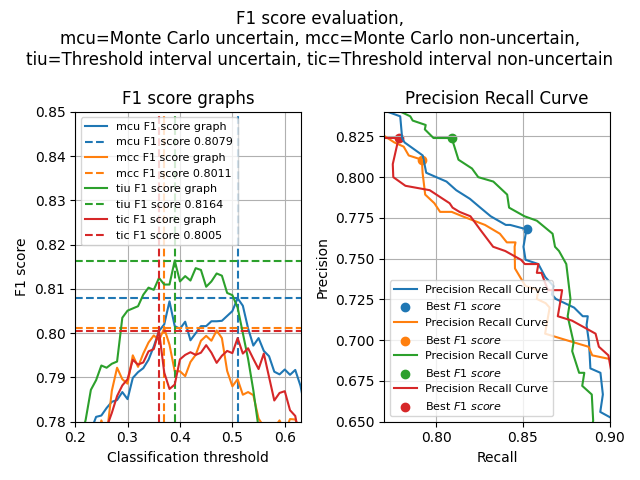 F1 score evaluation,
mcu=Monte Carlo uncertain, mcc=Monte Carlo non-uncertain,
tiu=Threshold interval uncertain, tic=Threshold interval non-uncertain
F1 score graphs
0.85
0.84
0.83
0.82
0.81
0.80
0.79
0.78
F1 score
mcu F1 score graph
mcu F1 score 0.8079
mcc F1 score graph
mcc F1 score 0.8011
tiu F1 score graph
tiu F1 score 0.8164
tic F1 score graph
tic F1 score 0.8005
0.2 0.3 0.4 0.5 0.6
Classification threshold
Precision Recall Curve
0.825
0.800
0.775
0.750
0.725
0.700
0.675
0.650
Precision
Precision Recall Curve
Best F1 score
Precision Recall Curve
Best F1 score
Precision Recall Curve
Best F1 score
Precision Recall Curve
Best F1 score
0.80 0.85 0.90
Recall